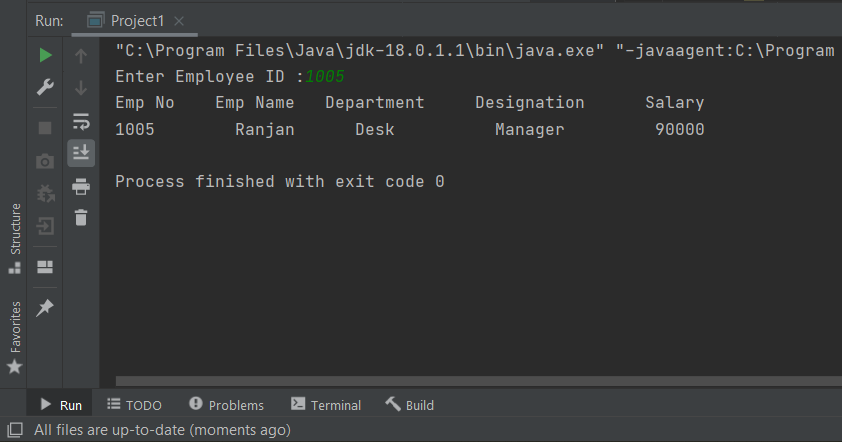 Run: Project1
"C:\Program Files\Java\jdk-18.0.1.1\bin\java.exe" "-javaagent:C:\Program
Enter Employee ID :1005
Emp No Emp Name Department Designation Salary
1005 Ranjan Desk Manager 90000
Process finished with exit code 0
Structure
Favorites
Run TODO Problems Terminal Build
All files are up-to-date (moments ago)